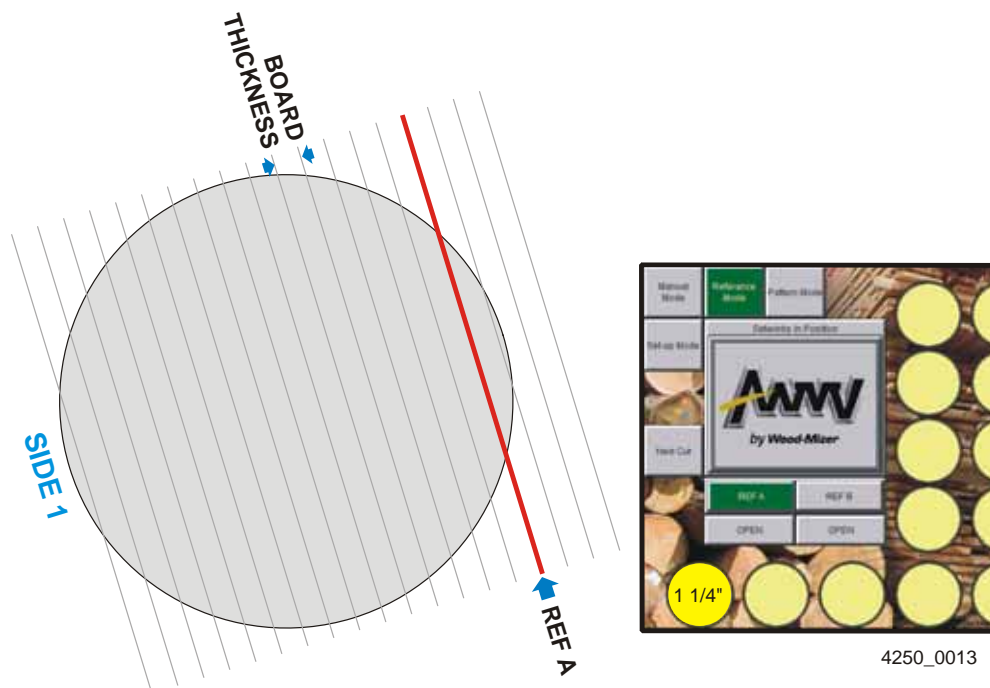 BOARD
THICKNESS
SIDE 1
REF A
Manual
Mode
Reference
Mode
Pattern Mode
Setworks in Position
Set-up Mode
AWMV
by Wood-Mizer
Next Cut
REF A
REF B
OPEN
OPEN
1 1/4"
4250_0013